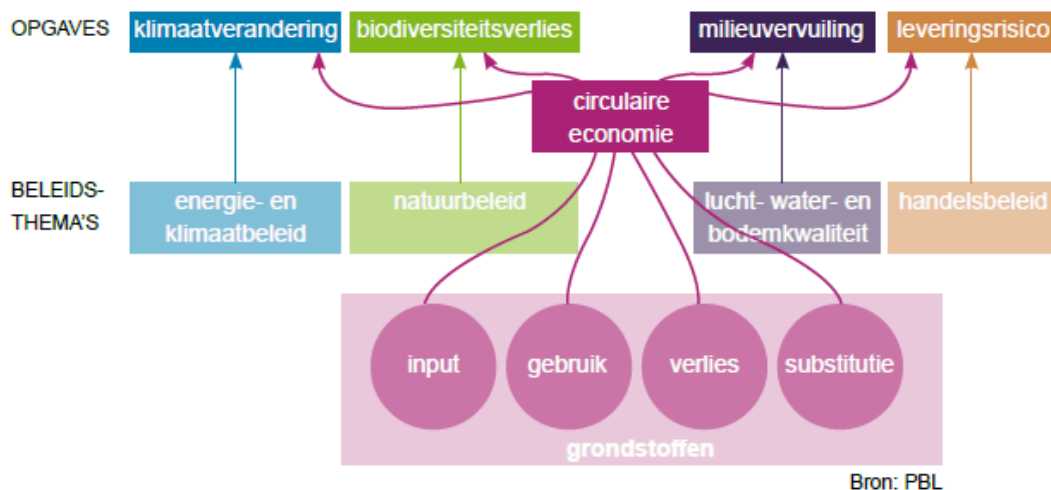 OPGAVES
klimaatverandering
biodiversiteitsverlies
milieuvervuiling
leveringsrisico
circulaire
economie
BELEIDS-
THEMA'S
energie- en
klimaatbeleid
natuurbeleid
lucht- water- en
bodemkwaliteit
handelsbeleid
input
gebruik
verlies
substitutie
grondstoffen
Bron: PBL